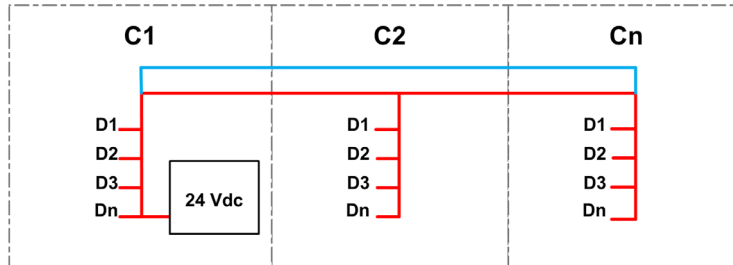 C1 C2 Cn
D1 D1 D1
D2 D2 D2
D3 D3 D3
24 Vdc
Dn Dn Dn